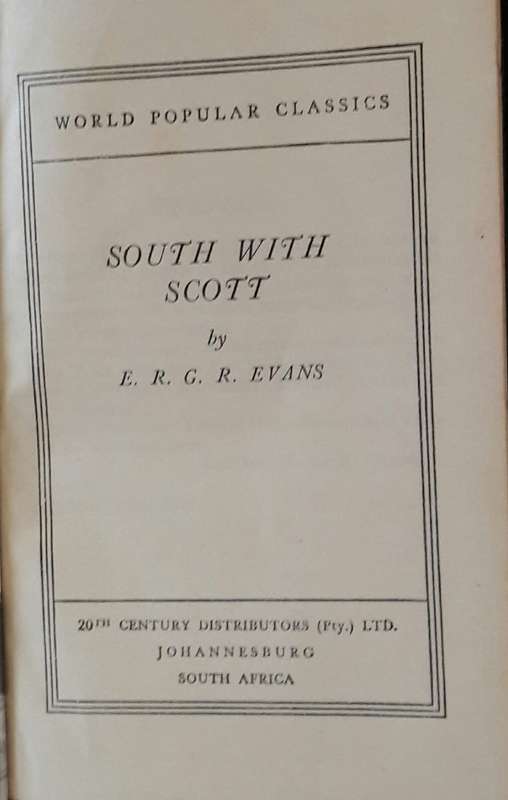 WORLD POPULAR CLASSICS
SOUTH WITH
SCOTT
by
E. R. G. R. EVANS
20TH CENTURY DISTRIBUTORS (Pty.) LTD.
JOHANNESBURG
SOUTH AFRICA